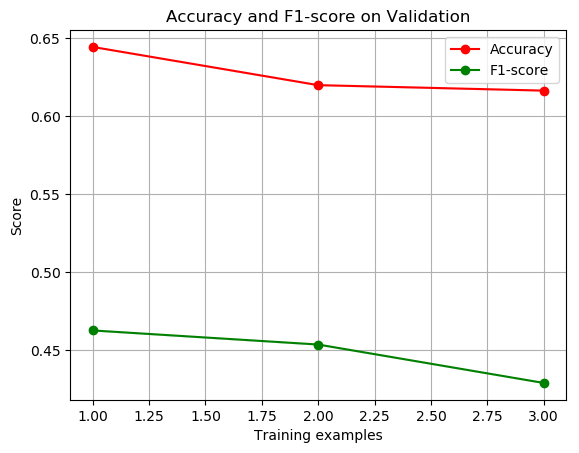 Accuracy and F1-score on Validation
Accuracy
F1-score
0.65
0.60
0.55
0.50
0.45
Score
1.00 1.25 1.50 1.75 2.00 2.25 2.50 2.75 3.00
Training examples